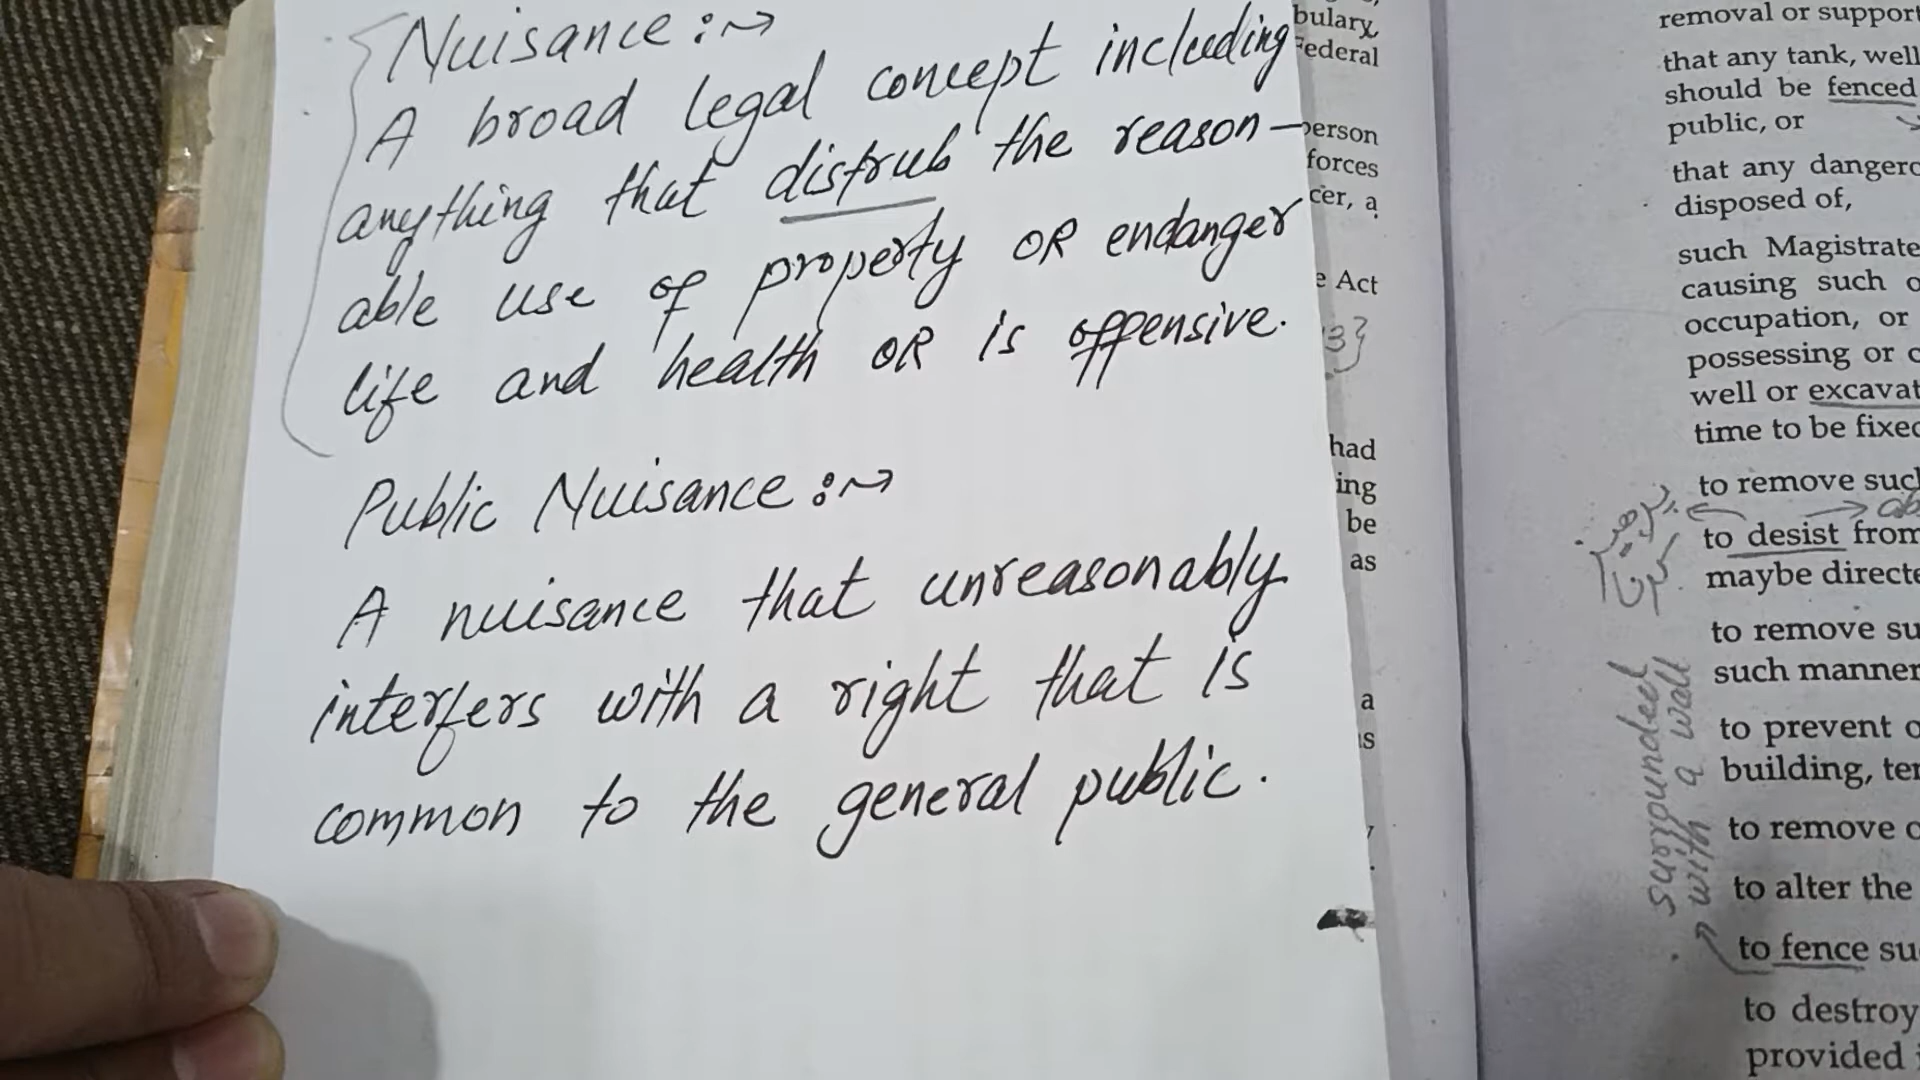 Nuisance :~>
A broad legal concept including
anything that distrub the reason-
able use of property OR endanger
life and health OR is offensive.
Public Nuisance :~>
A nuisance that unreasonably
interfers with a right that is
common to the general public.
bulary,
Federal
person
forces
cer, a
e Act
3}
had
ing
be
as
a
is
removal or support
that any tank, well
should be fenced
public, or
that any dangero
disposed of,
such Magistrate
causing such o
occupation, or
possessing or o
well or excavat
time to be fixed
to remove such
ab
to desist from
maybe directe
to remove su
such manner
to prevent o
building, ter
to remove o
to alter the
surrounded
with a wall
to fence su
to destroy
provided i